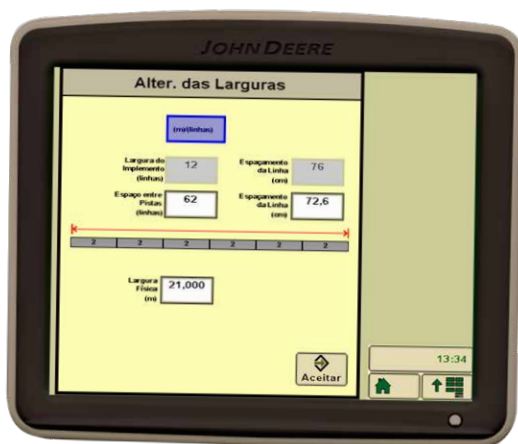 JOHN DEERE
Alter. das Larguras
(m)(linhas)
Largura do
Implemento
(linhas)
12
Espaçamento
da Linha
(cm)
76
Espaço entre
Pistas
(linhas)
62
Espaçamento
da Linha
(cm)
72,6
2 2 2 2 2 2
Largura
Física
(m)
21,000
Aceitar
13:34